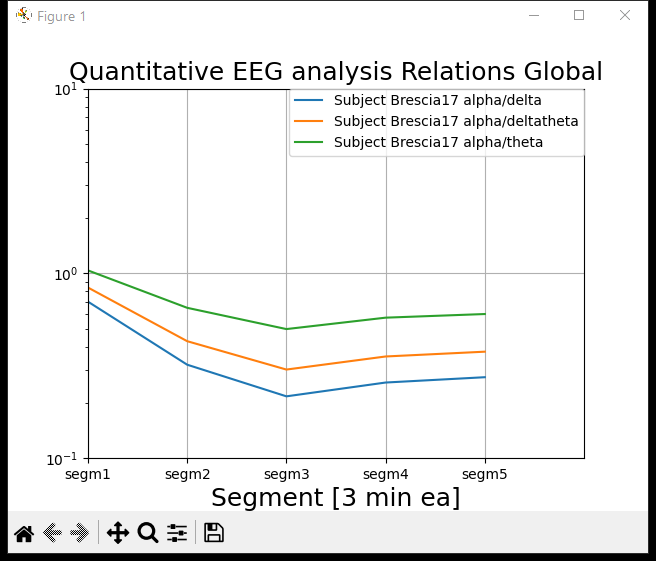 Figure 1
Quantitative EEG analysis Relations Global
Subject Brescia17 alpha/delta
Subject Brescia17 alpha/deltatheta
Subject Brescia17 alpha/theta
10¹
10⁰
10⁻¹
segm1 segm2 segm3 segm4 segm5
Segment [3 min ea]